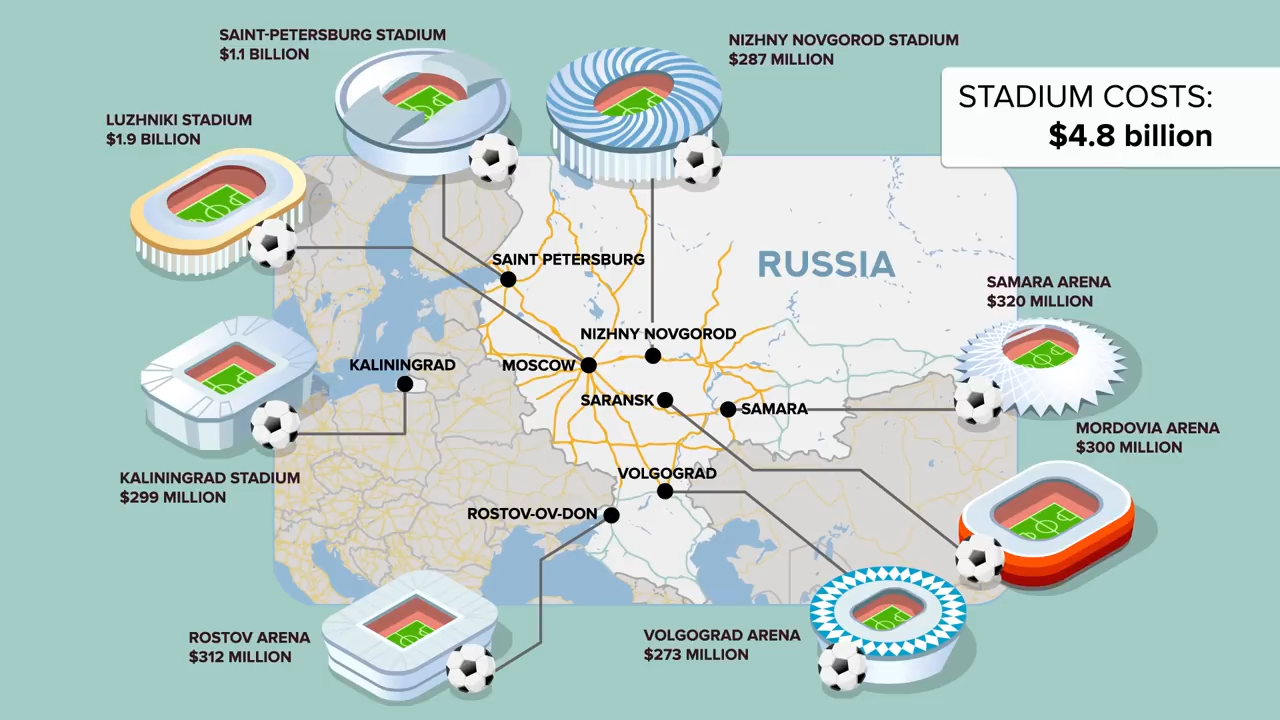 SAINT-PETERSBURG STADIUM
$1.1 BILLION
NIZHNY NOVGOROD STADIUM
$287 MILLION
STADIUM COSTS:
$4.8 billion
LUZHNIKI STADIUM
$1.9 BILLION
SAINT PETERSBURG
RUSSIA
SAMARA ARENA
$320 MILLION
NIZHNY NOVGOROD
KALININGRAD
MOSCOW
SARANSK
SAMARA
MORDOVIA ARENA
$300 MILLION
KALININGRAD STADIUM
$299 MILLION
VOLGOGRAD
ROSTOV-OV-DON
ROSTOV ARENA
$312 MILLION
VOLGOGRAD ARENA
$273 MILLION